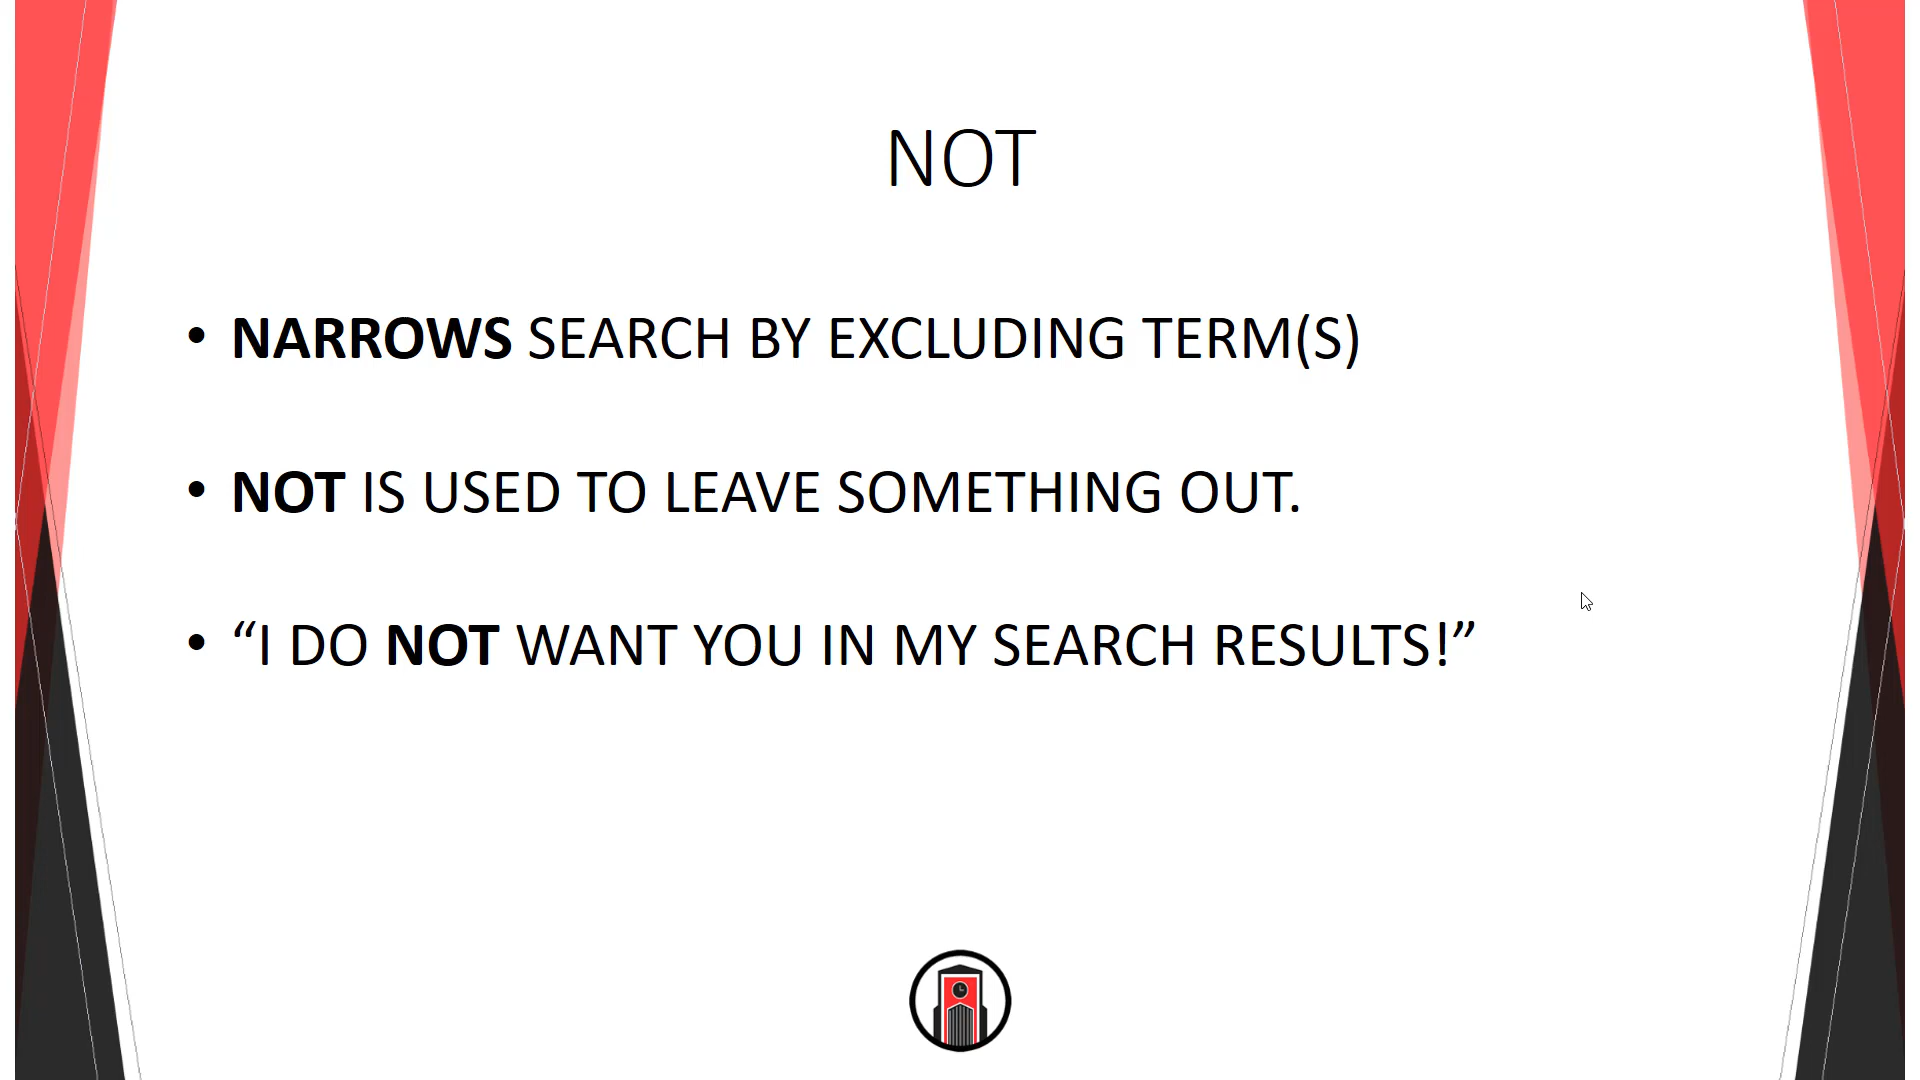 NOT
• NARROWS SEARCH BY EXCLUDING TERM(S)
• NOT IS USED TO LEAVE SOMETHING OUT.
• “I DO NOT WANT YOU IN MY SEARCH RESULTS!”